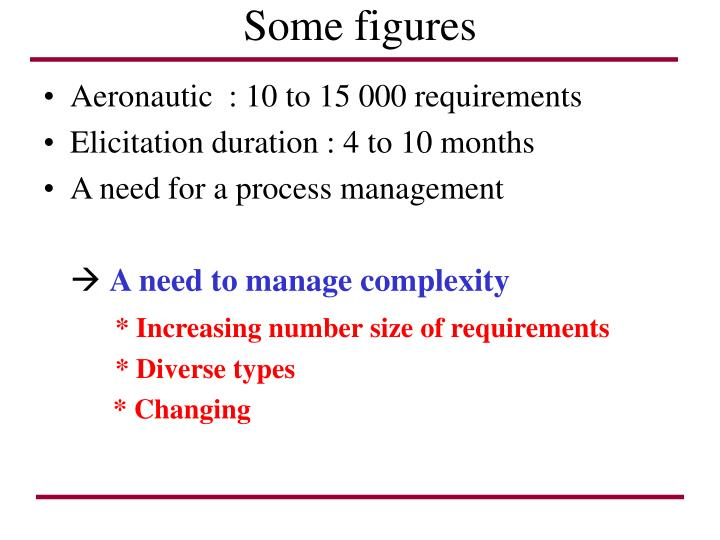 Some figures
• Aeronautic  : 10 to 15 000 requirements
• Elicitation duration : 4 to 10 months
• A need for a process management
→ A need to manage complexity
* Increasing number size of requirements
* Diverse types
* Changing